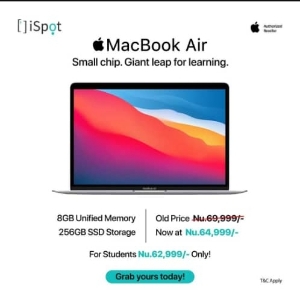 [ ] iSpot
Authorised Reseller
MacBook Air
Small chip. Giant leap for learning.
8GB Unified Memory
256GB SSD Storage
Old Price Nu.69,999/-
Now at Nu.64,999/-
For Students Nu.62,999/- Only!
Grab yours today!
T&C Apply